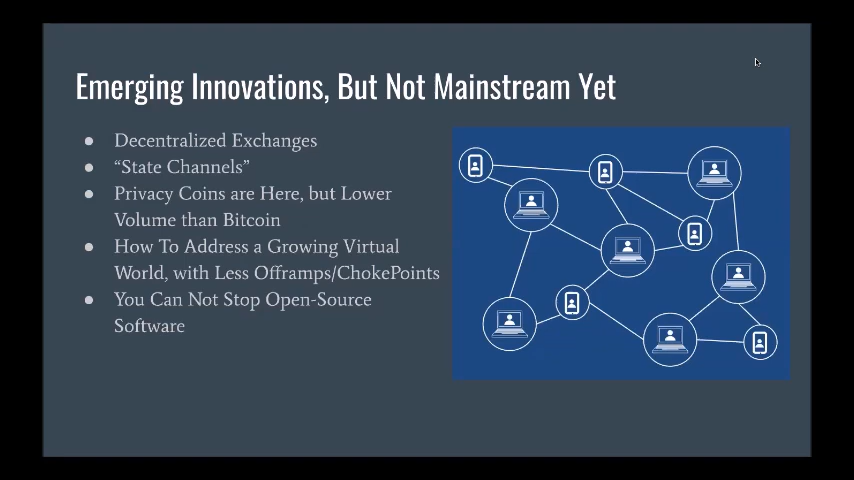 Emerging Innovations, But Not Mainstream Yet
● Decentralized Exchanges
● “State Channels”
● Privacy Coins are Here, but Lower
Volume than Bitcoin
● How To Address a Growing Virtual
World, with Less Offramps/ChokePoints
● You Can Not Stop Open-Source
Software